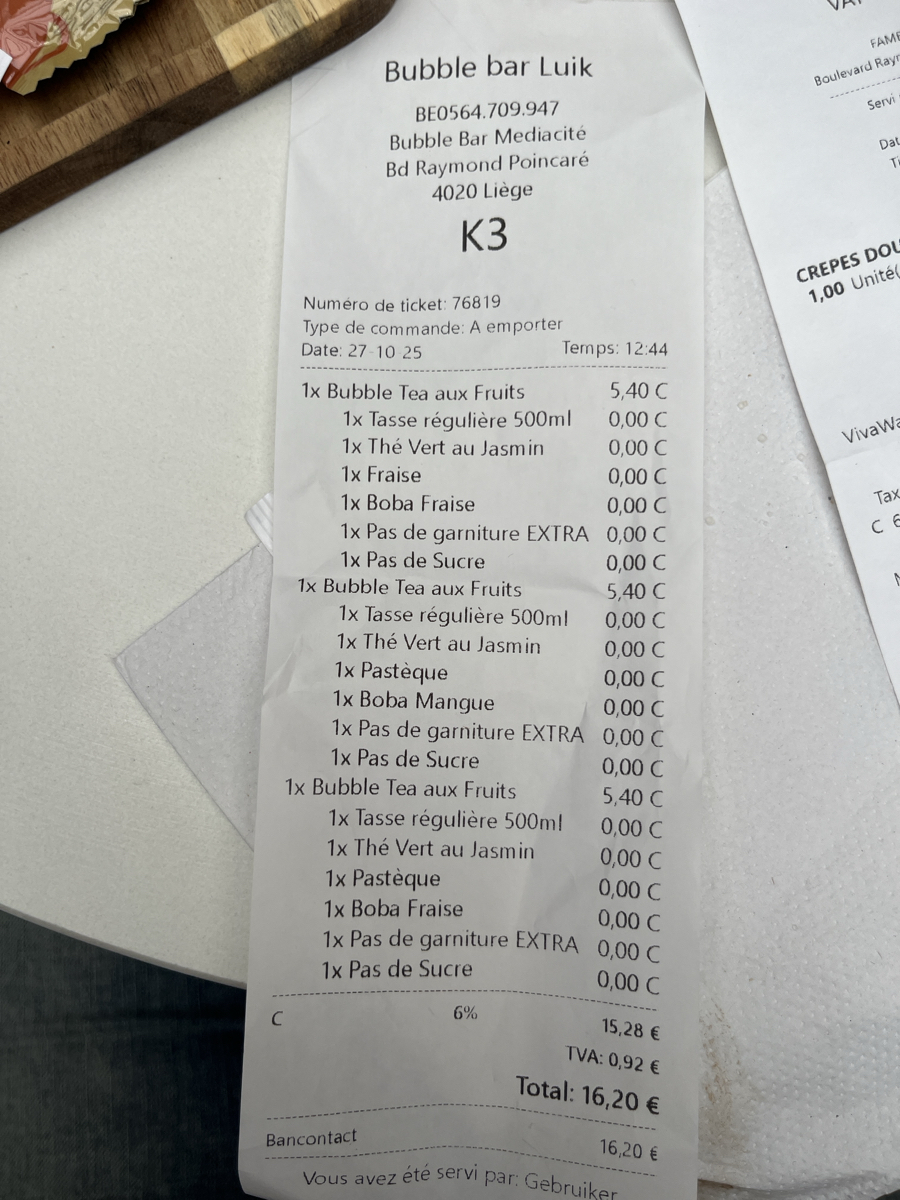 Bubble bar Luik
BE0564.709.947
Bubble Bar Mediacité
Bd Raymond Poincaré
4020 Liège
K3
Numéro de ticket: 76819
Type de commande: A emporter
Date: 27-10-25 Temps: 12:44
1x Bubble Tea aux Fruits 5,40 C
1x Tasse régulière 500ml 0,00 C
1x Thé Vert au Jasmin 0,00 C
1x Fraise 0,00 C
1x Boba Fraise 0,00 C
1x Pas de garniture EXTRA 0,00 C
1x Pas de Sucre 0,00 C
1x Bubble Tea aux Fruits 5,40 C
1x Tasse régulière 500ml 0,00 C
1x Thé Vert au Jasmin 0,00 C
1x Pastèque 0,00 C
1x Boba Mangue 0,00 C
1x Pas de garniture EXTRA 0,00 C
1x Pas de Sucre 0,00 C
1x Bubble Tea aux Fruits 5,40 C
1x Tasse régulière 500ml 0,00 C
1x Thé Vert au Jasmin 0,00 C
1x Pastèque 0,00 C
1x Boba Fraise 0,00 C
1x Pas de garniture EXTRA 0,00 C
1x Pas de Sucre 0,00 C
C 6% 15,28 €
TVA: 0,92 €
Total: 16,20 €
Bancontact 16,20 €
Vous avez été servi par: Gebruiker
FAME
Boulevard Raym
Servi
Dat
CREPES DOU
1,00 Unité(
VivaWa
Tax
C 6